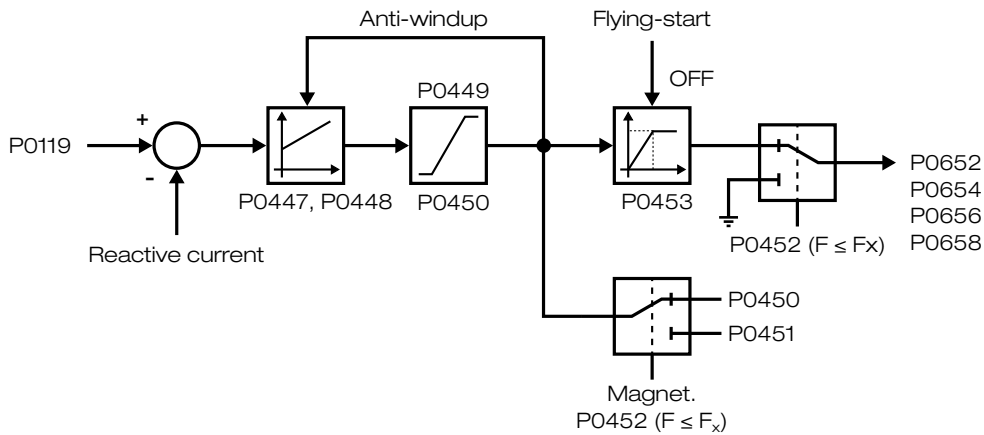 Anti-windup
Flying-start
OFF
P0449
+
P0119
-
P0447, P0448
P0450
P0453
P0652
P0654
P0656
P0658
Reactive current
P0452 (F ≤ Fx)
P0450
P0451
Magnet.
P0452 (F ≤ Fx)